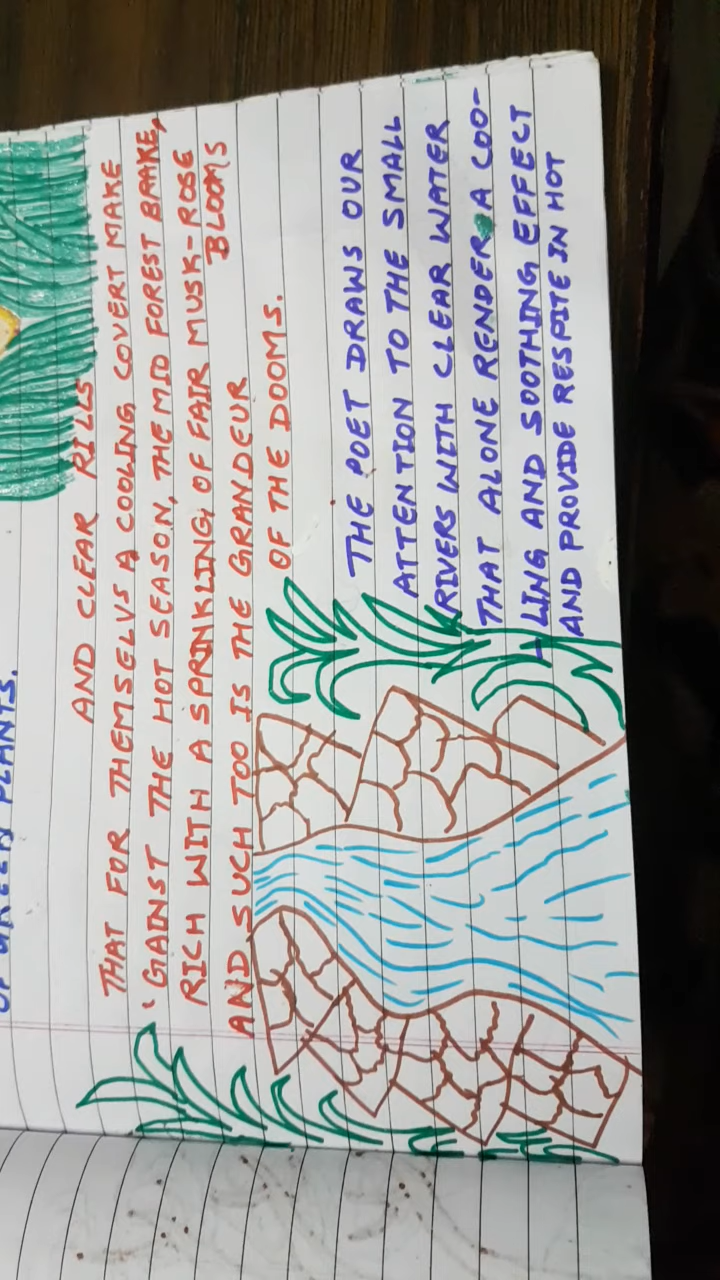 OF GREEN PLANTS.
AND CLEAR RILLS
THAT FOR THEMSELVS A COOLING COVERT MAKE
'GAINST THE HOT SEASON, THE MID FOREST BRAKE,
RICH WITH A SPRINKLING OF FAIR MUSK-ROSE
BLOOMS
AND SUCH TOO IS THE GRANDEUR
OF THE DOOMS.
THE POET DRAWS OUR
ATTENTION TO THE SMALL
RIVERS WITH CLEAR WATER
THAT ALONE RENDER A COO-
-LING AND SOOTHING EFFECT
AND PROVIDE RESPITE IN HOT